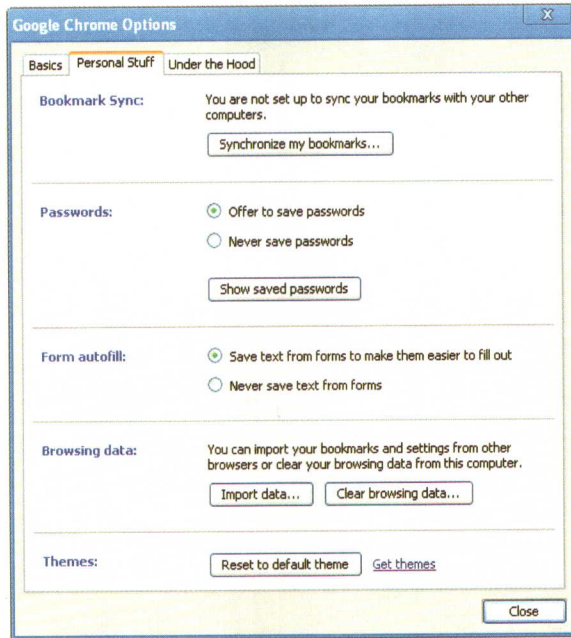 Google Chrome Options
X
Basics
Personal Stuff
Under the Hood
Bookmark Sync:
You are not set up to sync your bookmarks with your other
computers.
Synchronize my bookmarks...
Passwords:
Offer to save passwords
Never save passwords
Show saved passwords
Form autofill:
Save text from forms to make them easier to fill out
Never save text from forms
Browsing data:
You can import your bookmarks and settings from other
browsers or clear your browsing data from this computer.
Import data...
Clear browsing data...
Themes:
Reset to default theme
Get themes
Close